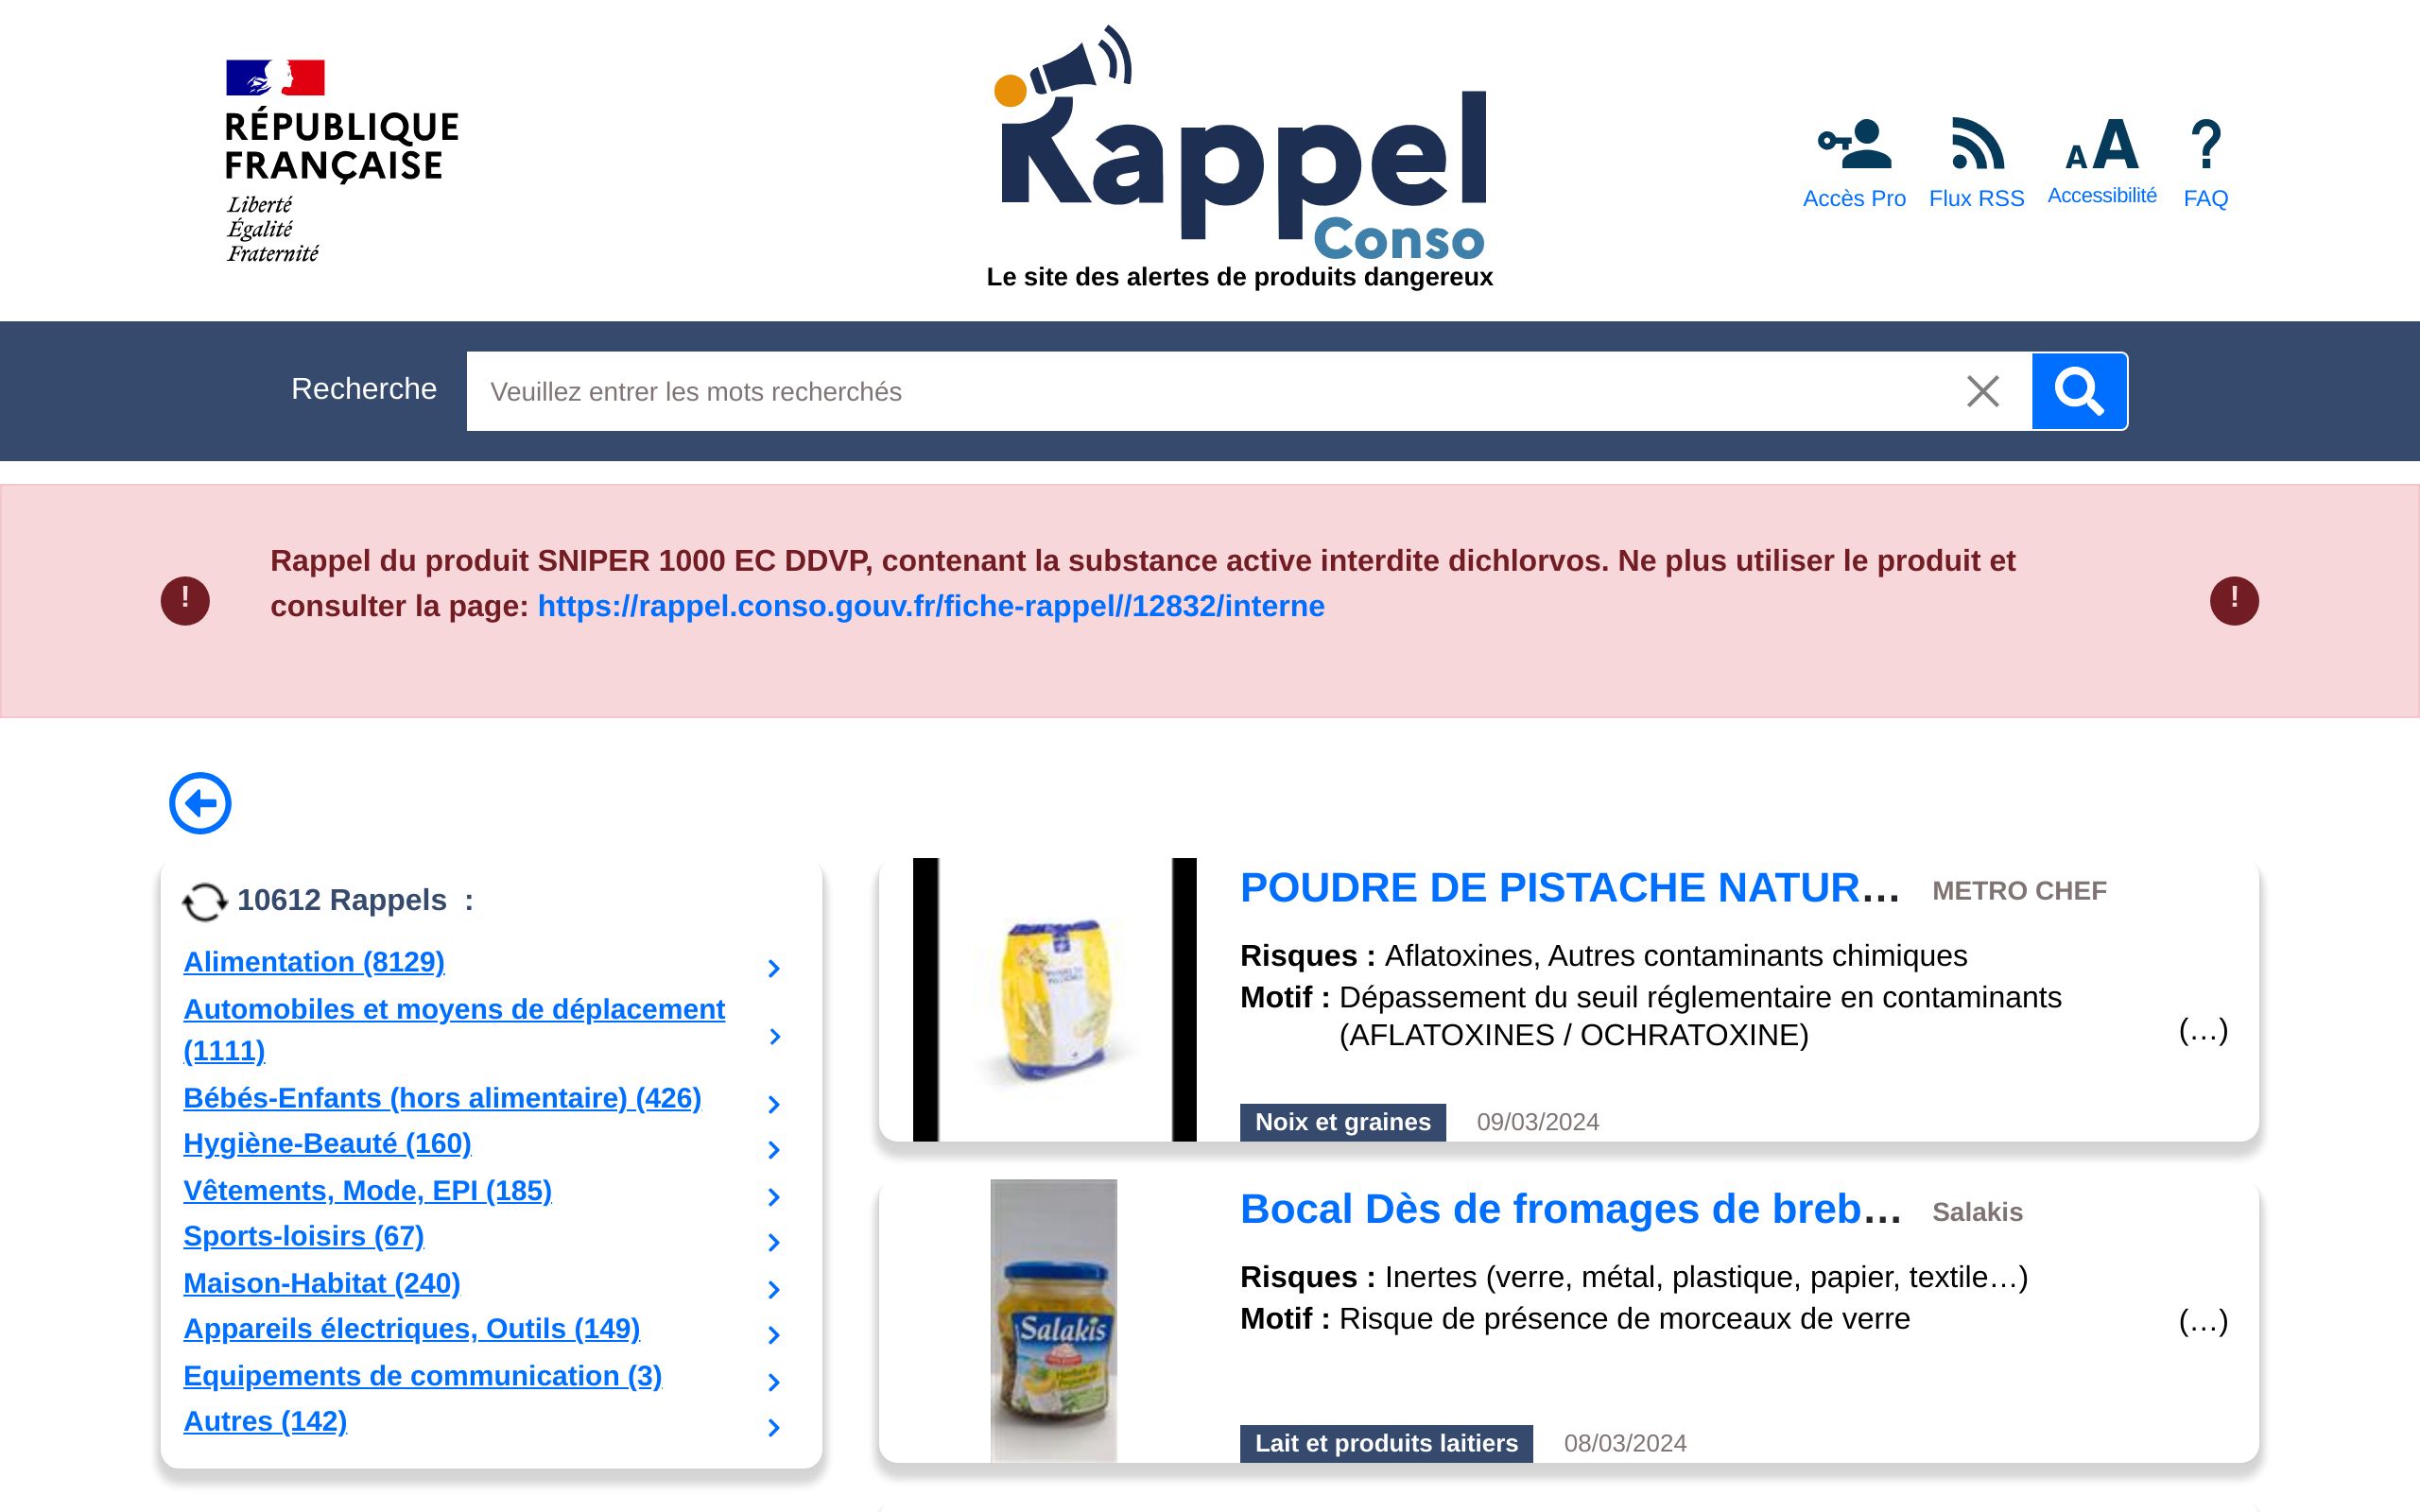 RÉPUBLIQUE
FRANÇAISE
Liberté
Égalité
Fraternité
Rappel
Conso
Le site des alertes de produits dangereux
Accès Pro
Flux RSS
Accessibilité
FAQ
Recherche
Veuillez entrer les mots recherchés
Rappel du produit SNIPER 1000 EC DDVP, contenant la substance active interdite dichlorvos. Ne plus utiliser le produit et
consulter la page: https://rappel.conso.gouv.fr/fiche-rappel//12832/interne
10612 Rappels :
Alimentation (8129)
Automobiles et moyens de déplacement
(1111)
Bébés-Enfants (hors alimentaire) (426)
Hygiène-Beauté (160)
Vêtements, Mode, EPI (185)
Sports-loisirs (67)
Maison-Habitat (240)
Appareils électriques, Outils (149)
Equipements de communication (3)
Autres (142)
POUDRE DE PISTACHE NATUR… METRO CHEF
Risques : Aflatoxines, Autres contaminants chimiques
Motif : Dépassement du seuil réglementaire en contaminants
(AFLATOXINES / OCHRATOXINE)
(…)
Noix et graines 09/03/2024
Bocal Dès de fromages de breb… Salakis
Risques : Inertes (verre, métal, plastique, papier, textile…)
Motif : Risque de présence de morceaux de verre
(…)
Salakis
Lait et produits laitiers 08/03/2024